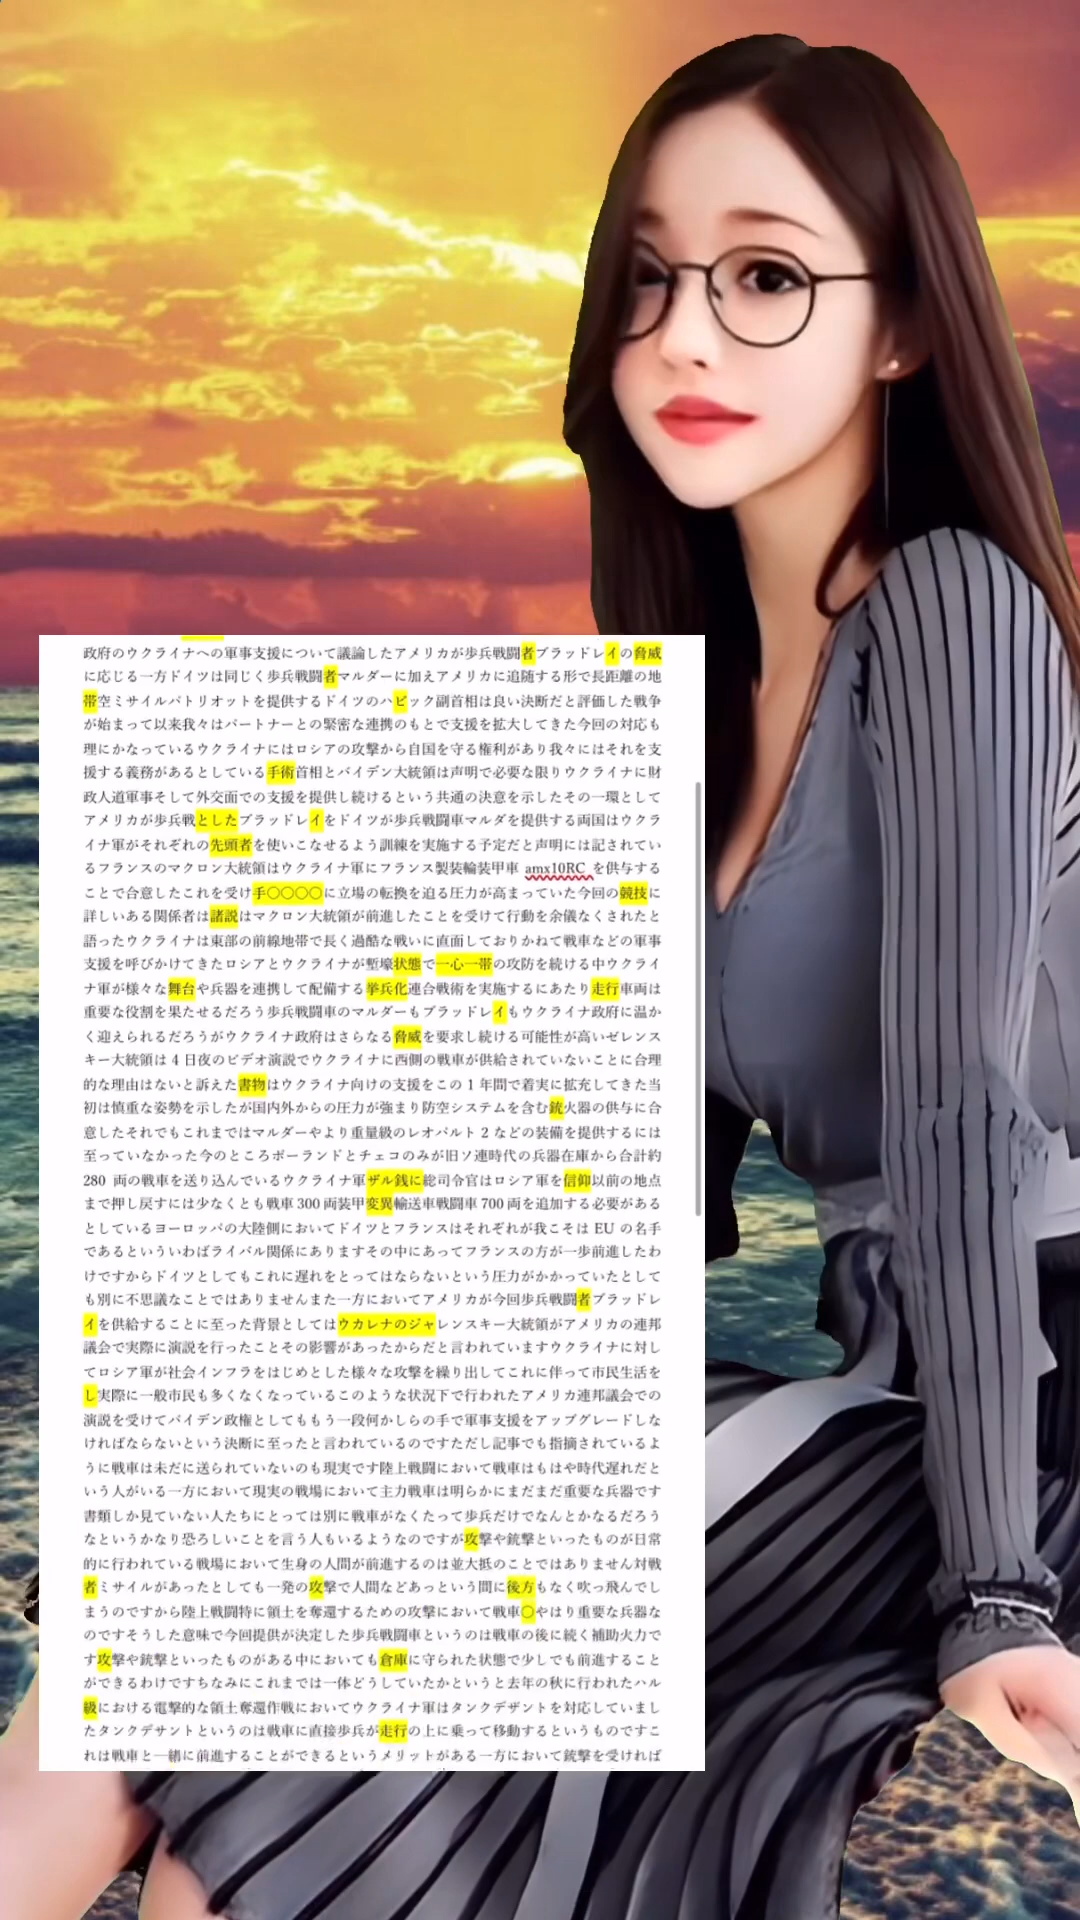 政府のウクライナへの軍事支援について議論したアメリカが歩兵戦闘者ブラッドレイの脅威
に応じる一方ドイツは同じく歩兵戦闘者マルダーに加えアメリカに追随する形で長距離の地
帯空ミサイルパトリオットを提供するドイツのハビック副首相は良い決断だと評価した戦争
が始まって以来我々はパートナーとの緊密な連携のもとで支援を拡大してきた今回の対応も
理にかなっているウクライナにはロシアの攻撃から自国を守る権利があり我々にはそれを支
援する義務があるとしている手術首相とバイデン大統領は声明で必要な限りウクライナに財
政人道軍事そして外交面での支援を提供し続けるという共通の決意を示したその一環として
アメリカが歩兵戦としたブラッドレイをドイツが歩兵戦闘車マルダを提供する両国はウクラ
イナ軍がそれぞれの先頭者を使いこなせるよう訓練を実施する予定だと声明には記されてい
るフランスのマクロン大統領はウクライナ軍にフランス製装輪装甲車 amx10RC を供与する
ことで合意したこれを受け手〇〇〇〇に立場の転換を迫る圧力が高まっていた今回の競技に
詳しいある関係者は諸説はマクロン大統領が前進したことを受けて行動を余儀なくされたと
語ったウクライナは東部の前線地帯で長く過酷な戦いに直面しておりかねて戦車などの軍事
支援を呼びかけてきたロシアとウクライナが塹壕状態で一心一帯の攻防を続ける中ウクライ
ナ軍が様々な舞台や兵器を連携して配備する挙兵化連合戦術を実施するにあたり走行車両は
重要な役割を果たせるだろう歩兵戦闘車のマルダーもブラッドレイもウクライナ政府に温か
く迎えられるだろうがウクライナ政府はさらなる脅威を要求し続ける可能性が高いゼレンス
キー大統領は 4 日夜のビデオ演説でウクライナに西側の戦車が供給されていないことに合理
的な理由はないと訴えた書物はウクライナ向けの支援をこの 1 年間で着実に拡充してきた当
初は慎重な姿勢を示したが国内外からの圧力が強まり防空システムを含む銃火器の供与に合
意したそれでもこれまではマルダーやより重量級のレオパルト 2 などの装備を提供するには
至っていなかった今のところポーランドとチェコのみが旧ソ連時代の兵器在庫から合計約
280 両の戦車を送り込んでいるウクライナ軍ザル銭に総司令官はロシア軍を信仰以前の地点
まで押し戻すには少なくとも戦車 300 両装甲変異輸送車戦闘車 700 両を追加する必要がある
としているヨーロッパの大陸側においてドイツとフランスはそれぞれが我こそは EU の名手
であるといういわばライバル関係にありますその中にあってフランスの方が一歩前進したわ
けですからドイツとしてもこれに遅れをとってはならないという圧力がかかっていたとして
も別に不思議なことではありませんまた一方においてアメリカが今回歩兵戦闘者ブラッドレ
イを供給することに至った背景としてはウカレナのジャレンスキー大統領がアメリカの連邦
議会で実際に演説を行ったことその影響があったからだと言われていますウクライナに対し
てロシア軍が社会インフラをはじめとした様々な攻撃を繰り出してこれに伴って市民生活を
し実際に一般市民も多くなくなっているこのような状況下で行われたアメリカ連邦議会での
演説を受けてバイデン政権としてももう一段何かしらの手で軍事支援をアップグレードしな
ければならないという決断に至ったと言われているのですただし記事でも指摘されているよ
うに戦車は未だに送られていないのも現実です陸上戦闘において戦車はもはや時代遅れだと
いう人がいる一方において現実の戦場において主力戦車は明らかにまだまだ重要な兵器です
書類しか見ていない人たちにとっては別に戦車がなくたって歩兵だけでなんとかなるだろう
なというかなり恐ろしいことを言う人もいるようなのですが攻撃や銃撃といったものが日常
的に行われている戦場において生身の人間が前進するのは並大抵のことではありません対戦
者ミサイルがあったとしても一発の攻撃で人間などあっという間に後方もなく吹っ飛んでし
まうのですから陸上戦闘特に領土を奪還するための攻撃において戦車〇やはり重要な兵器な
のですそうした意味で今回提供が決定した歩兵戦闘車というのは戦車の後に続く補助火力で
す攻撃や銃撃といったものがある中においても倉庫に守られた状態で少しでも前進すること
ができるわけですちなみにこれまでは一体どうしていたかというと去年の秋に行われたハル
級における電撃的な領土奪還作戦においてウクライナ軍はタンクデザントを対応していまし
たタンクデサントというのは戦車に直接歩兵が走行の上に乗って移動するというものですこ
れは戦車と一緒に前進することができるというメリットがある一方において銃撃を受ければ